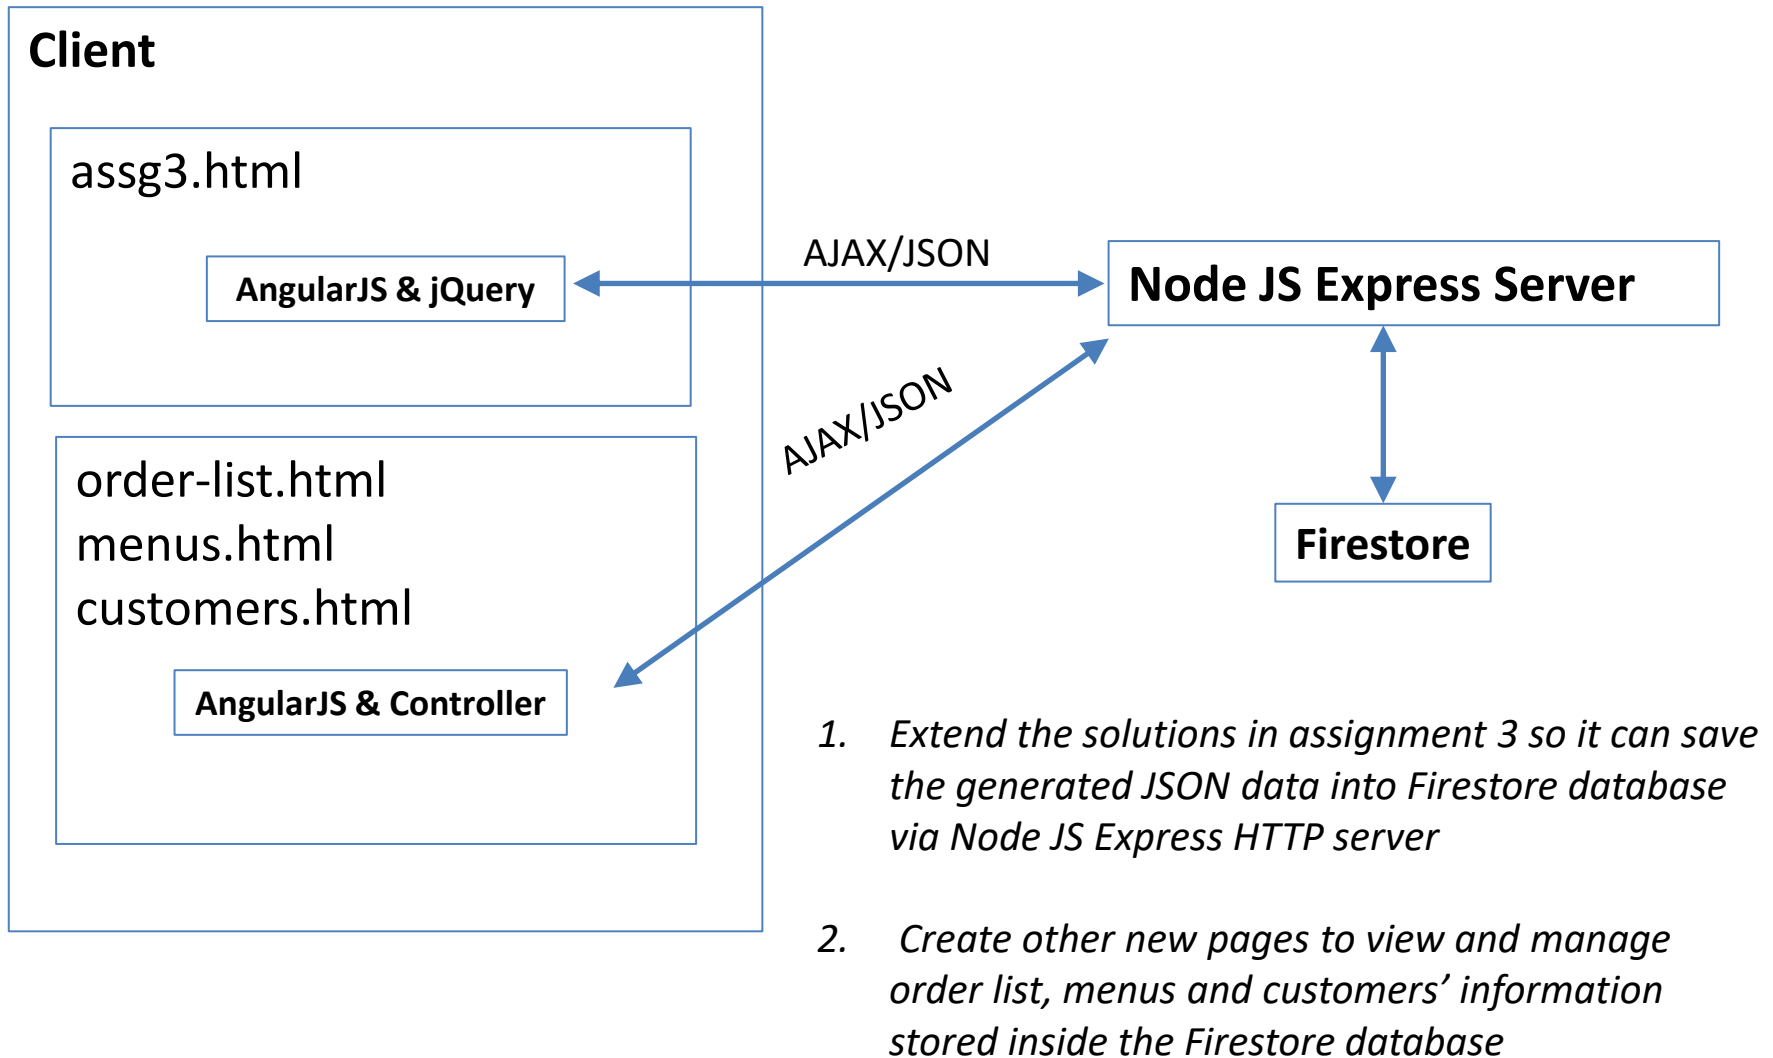 Client
assg3.html
AngularJS & jQuery
AJAX/JSON
Node JS Express Server
AJAX/JSON
order-list.html
menus.html
customers.html
AngularJS & Controller
Firestore
1. Extend the solutions in assignment 3 so it can save
the generated JSON data into Firestore database
via Node JS Express HTTP server
2. Create other new pages to view and manage
order list, menus and customers’ information
stored inside the Firestore database